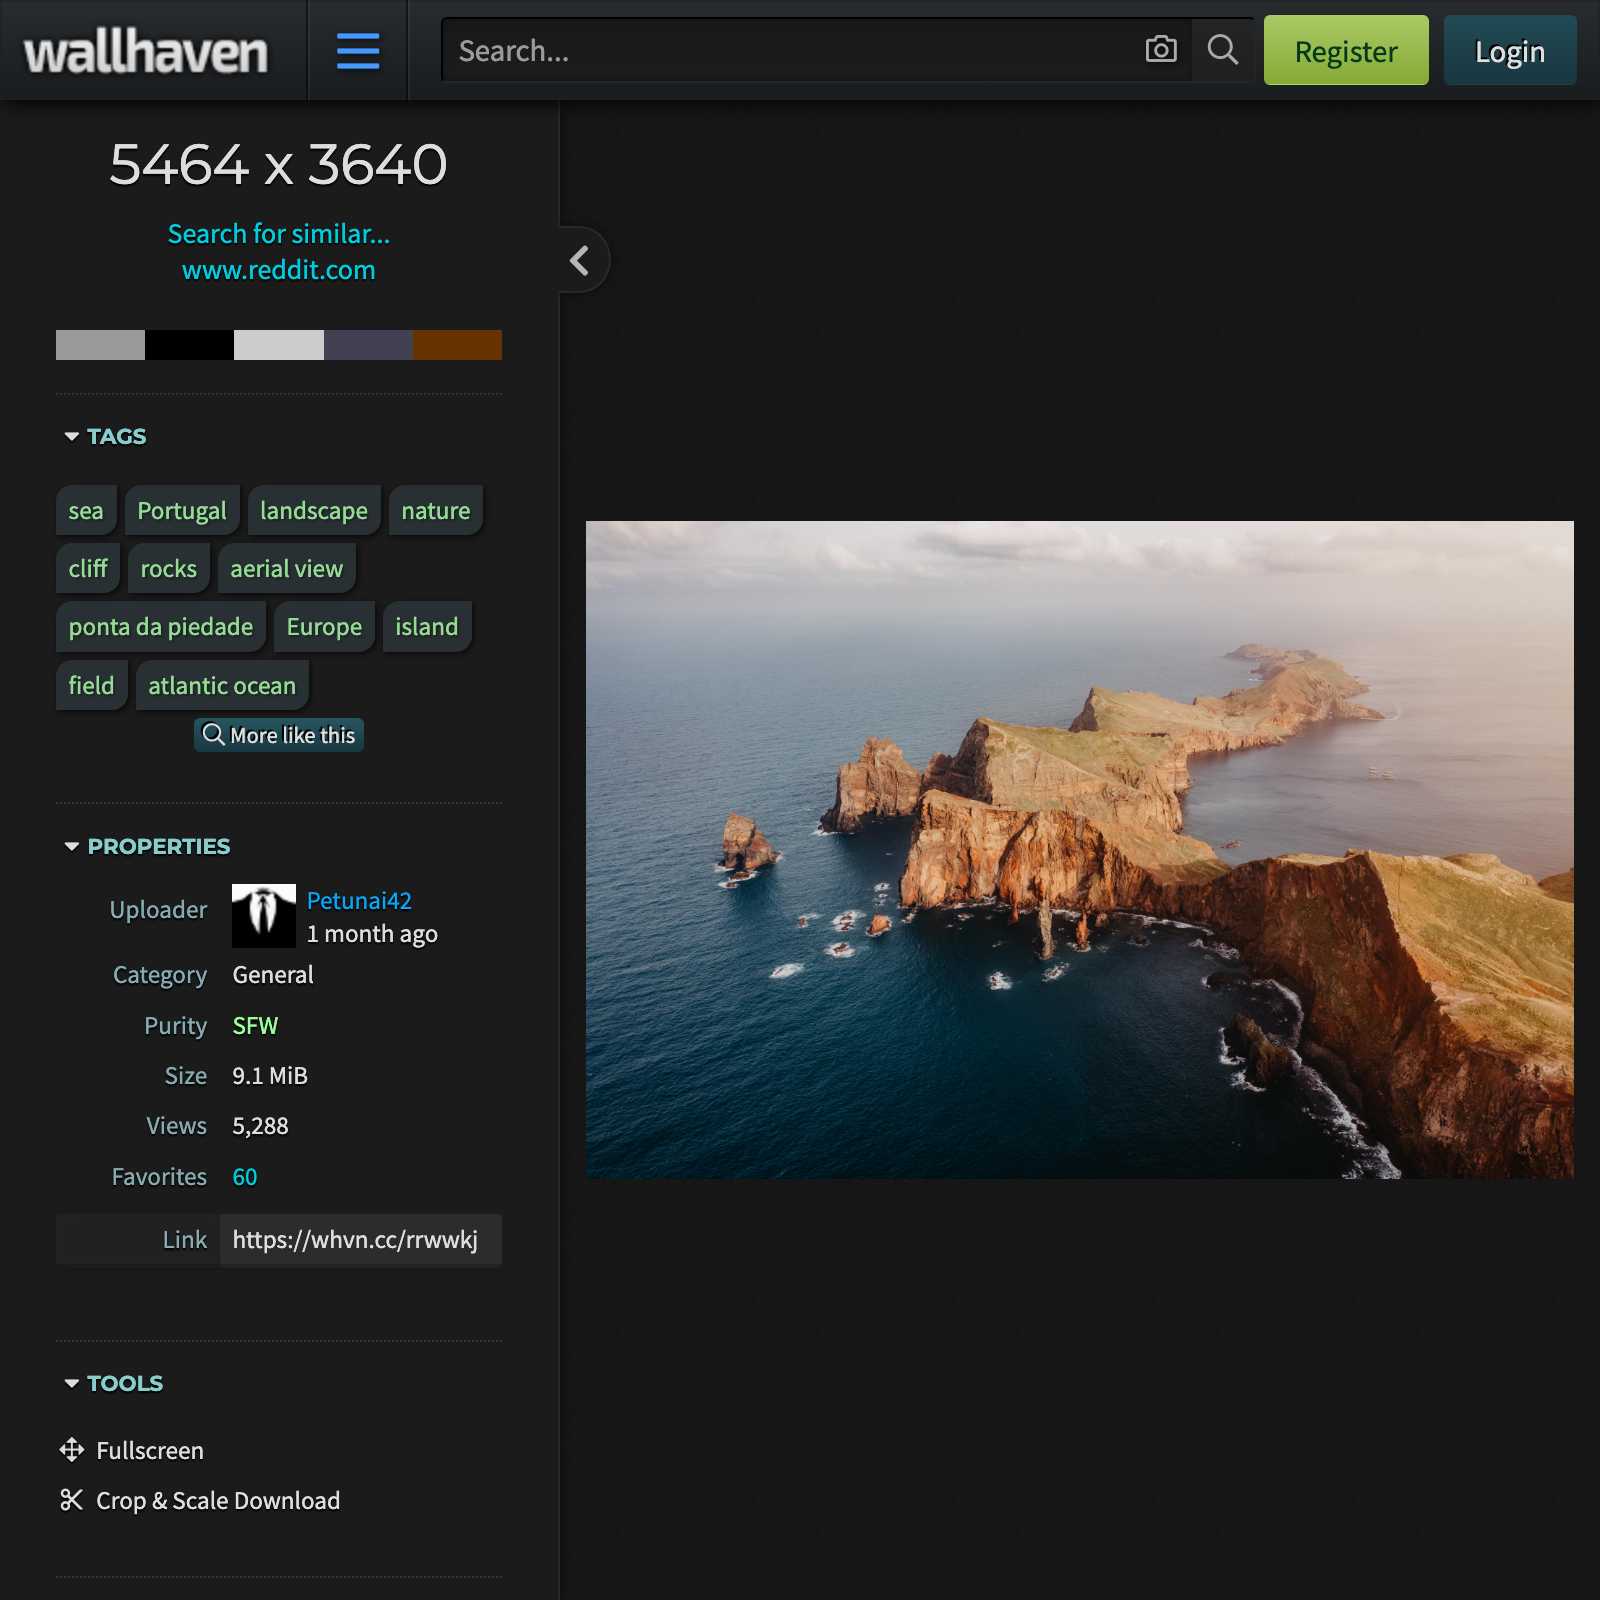 wallhaven
Search...
Register
Login
5464 x 3640
Search for similar...
www.reddit.com
TAGS
sea Portugal landscape nature
cliff rocks aerial view
ponta da piedade Europe island
field atlantic ocean
More like this
PROPERTIES
Uploader Petunai42
1 month ago
Category General
Purity SFW
Size 9.1 MiB
Views 5,288
Favorites 60
Link https://whvn.cc/rrwwkj
TOOLS
Fullscreen
Crop & Scale Download